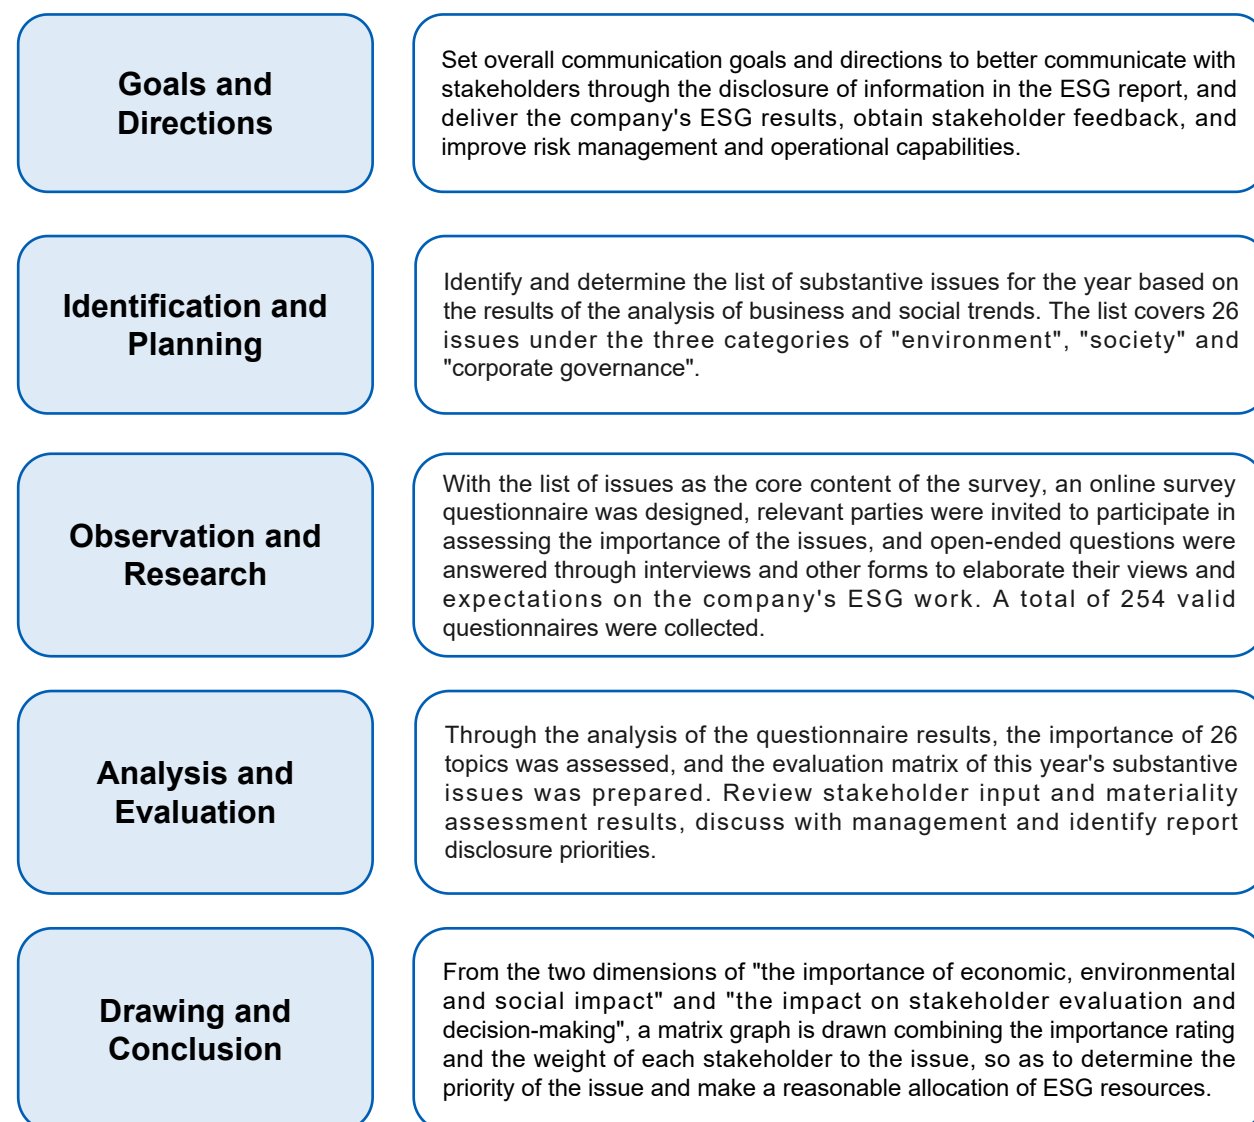 Goals and
Directions
Set overall communication goals and directions to better communicate with
stakeholders through the disclosure of information in the ESG report, and
deliver the company's ESG results, obtain stakeholder feedback, and
improve risk management and operational capabilities.
Identification and
Planning
Identify and determine the list of substantive issues for the year based on
the results of the analysis of business and social trends. The list covers 26
issues under the three categories of "environment", "society" and
"corporate governance".
Observation and
Research
With the list of issues as the core content of the survey, an online survey
questionnaire was designed, relevant parties were invited to participate in
assessing the importance of the issues, and open-ended questions were
answered through interviews and other forms to elaborate their views and
expectations on the company's ESG work. A total of 254 valid
questionnaires were collected.
Analysis and
Evaluation
Through the analysis of the questionnaire results, the importance of 26
topics was assessed, and the evaluation matrix of this year's substantive
issues was prepared. Review stakeholder input and materiality
assessment results, discuss with management and identify report
disclosure priorities.
Drawing and
Conclusion
From the two dimensions of "the importance of economic, environmental
and social impact" and "the impact on stakeholder evaluation and
decision-making", a matrix graph is drawn combining the importance rating
and the weight of each stakeholder to the issue, so as to determine the
priority of the issue and make a reasonable allocation of ESG resources.